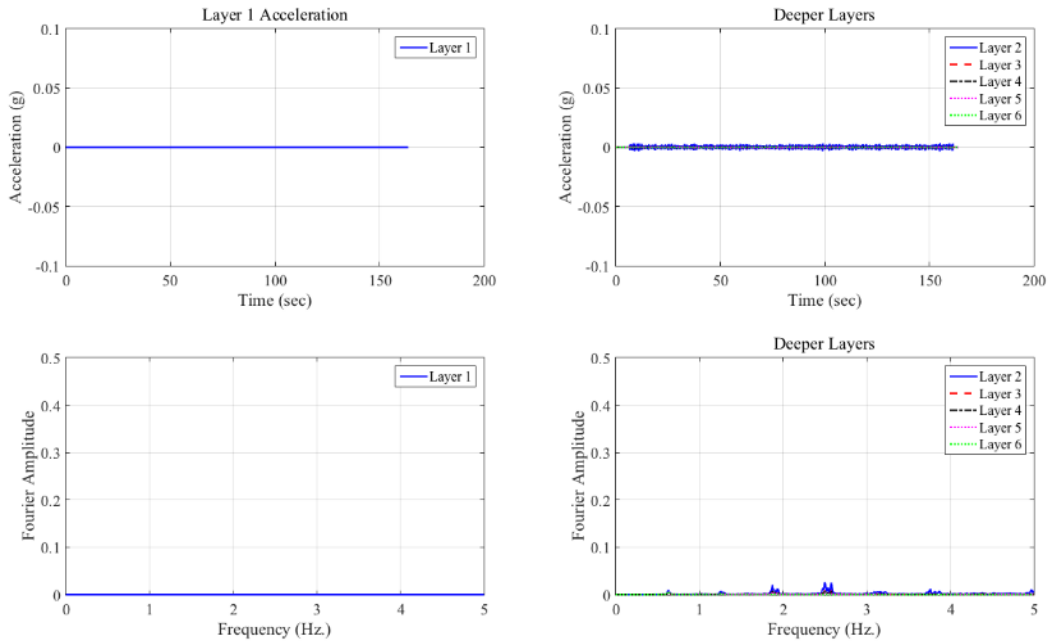 Layer 1 Acceleration
Acceleration (g)
0.1
0.05
0
-0.05
-0.1
Layer 1
0 50 100 150 200
Time (sec)
Deeper Layers
Acceleration (g)
0.1
0.05
0
-0.05
-0.1
Layer 2
Layer 3
Layer 4
Layer 5
Layer 6
0 50 100 150 200
Time (sec)
Fourier Amplitude
0.5
0.4
0.3
0.2
0.1
0
Layer 1
0 1 2 3 4 5
Frequency (Hz.)
Deeper Layers
Fourier Amplitude
0.5
0.4
0.3
0.2
0.1
0
Layer 2
Layer 3
Layer 4
Layer 5
Layer 6
0 1 2 3 4 5
Frequency (Hz.)